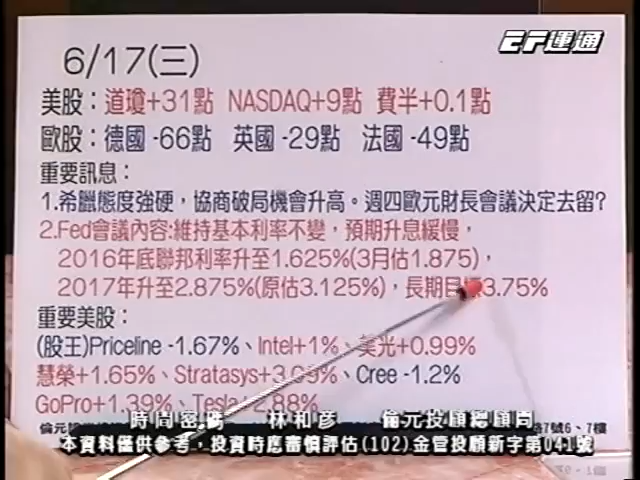 EF運通
6/17(三)
美股：道瓊+31點 NASDAQ+9點 費半+0.1點
歐股：德國 -66點 英國 -29點 法國 -49點
重要訊息：
1.希臘態度強硬，協商破局機會升高。週四歐元財長會議決定去留?
2.Fed會議內容:維持基本利率不變，預期升息緩慢，
2016年底聯邦利率升至1.625%(3月估1.875)，
2017年升至2.875%(原估3.125%)，長期目標3.75%
重要美股：
(股王)Priceline -1.67%、Intel+1%、美光+0.99%
慧榮+1.65%、Stratasys+3.69%、Cree -1.2%
GoPro+1.39%、Tesla+2.88%
時間密碼 林和彥 倫元投顧總顧問
7號6、7樓
本資料僅供參考，投資時應審慎評估(102)金管投顧新字第041號